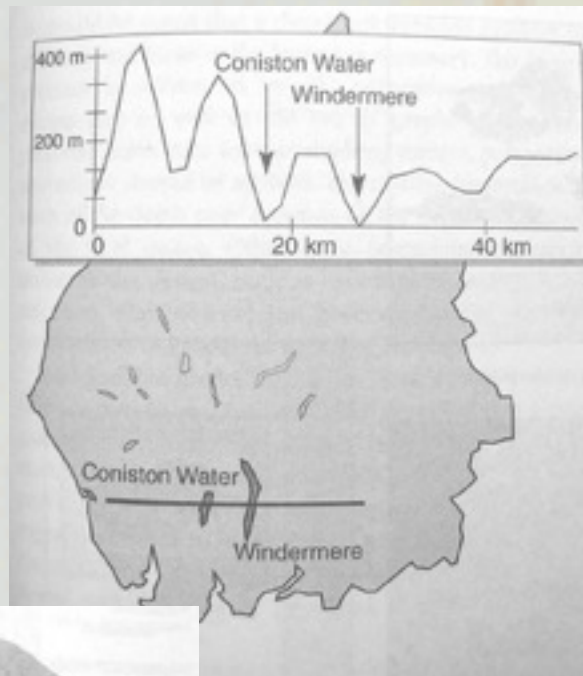 400 m
Coniston Water
Windermere
200 m
0
0 20 km 40 km
Coniston Water
Windermere